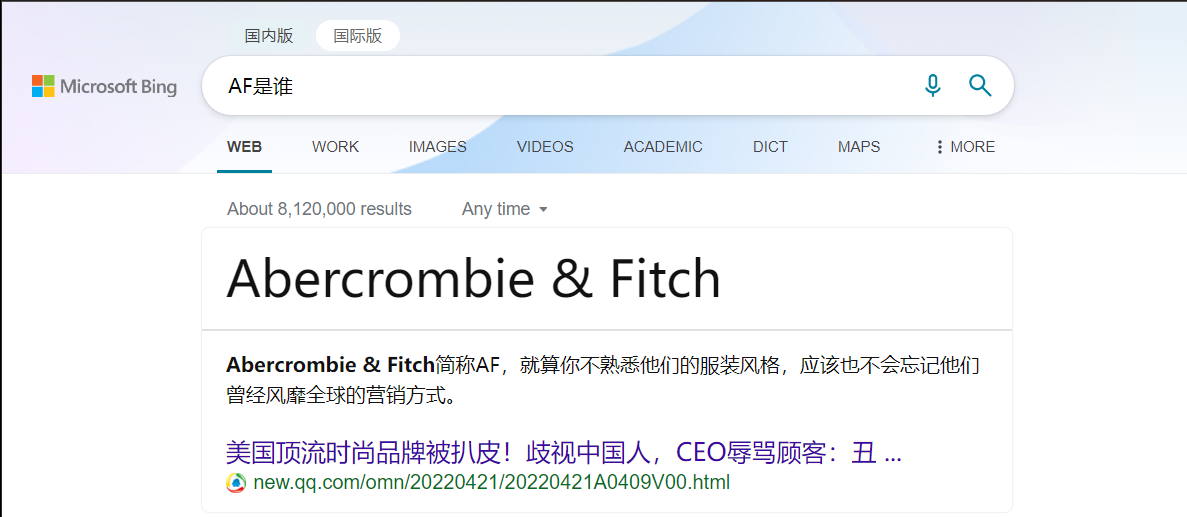 国内版 国际版
Microsoft Bing
AF是谁
WEB WORK IMAGES VIDEOS ACADEMIC DICT MAPS MORE
About 8,120,000 results Any time
Abercrombie & Fitch
Abercrombie & Fitch简称AF，就算你不熟悉他们的服装风格，应该也不会忘记他们
曾经风靡全球的营销方式。
美国顶流时尚品牌被扒皮！歧视中国人，CEO辱骂顾客：丑 ...
new.qq.com/omn/20220421/20220421A0409V00.html